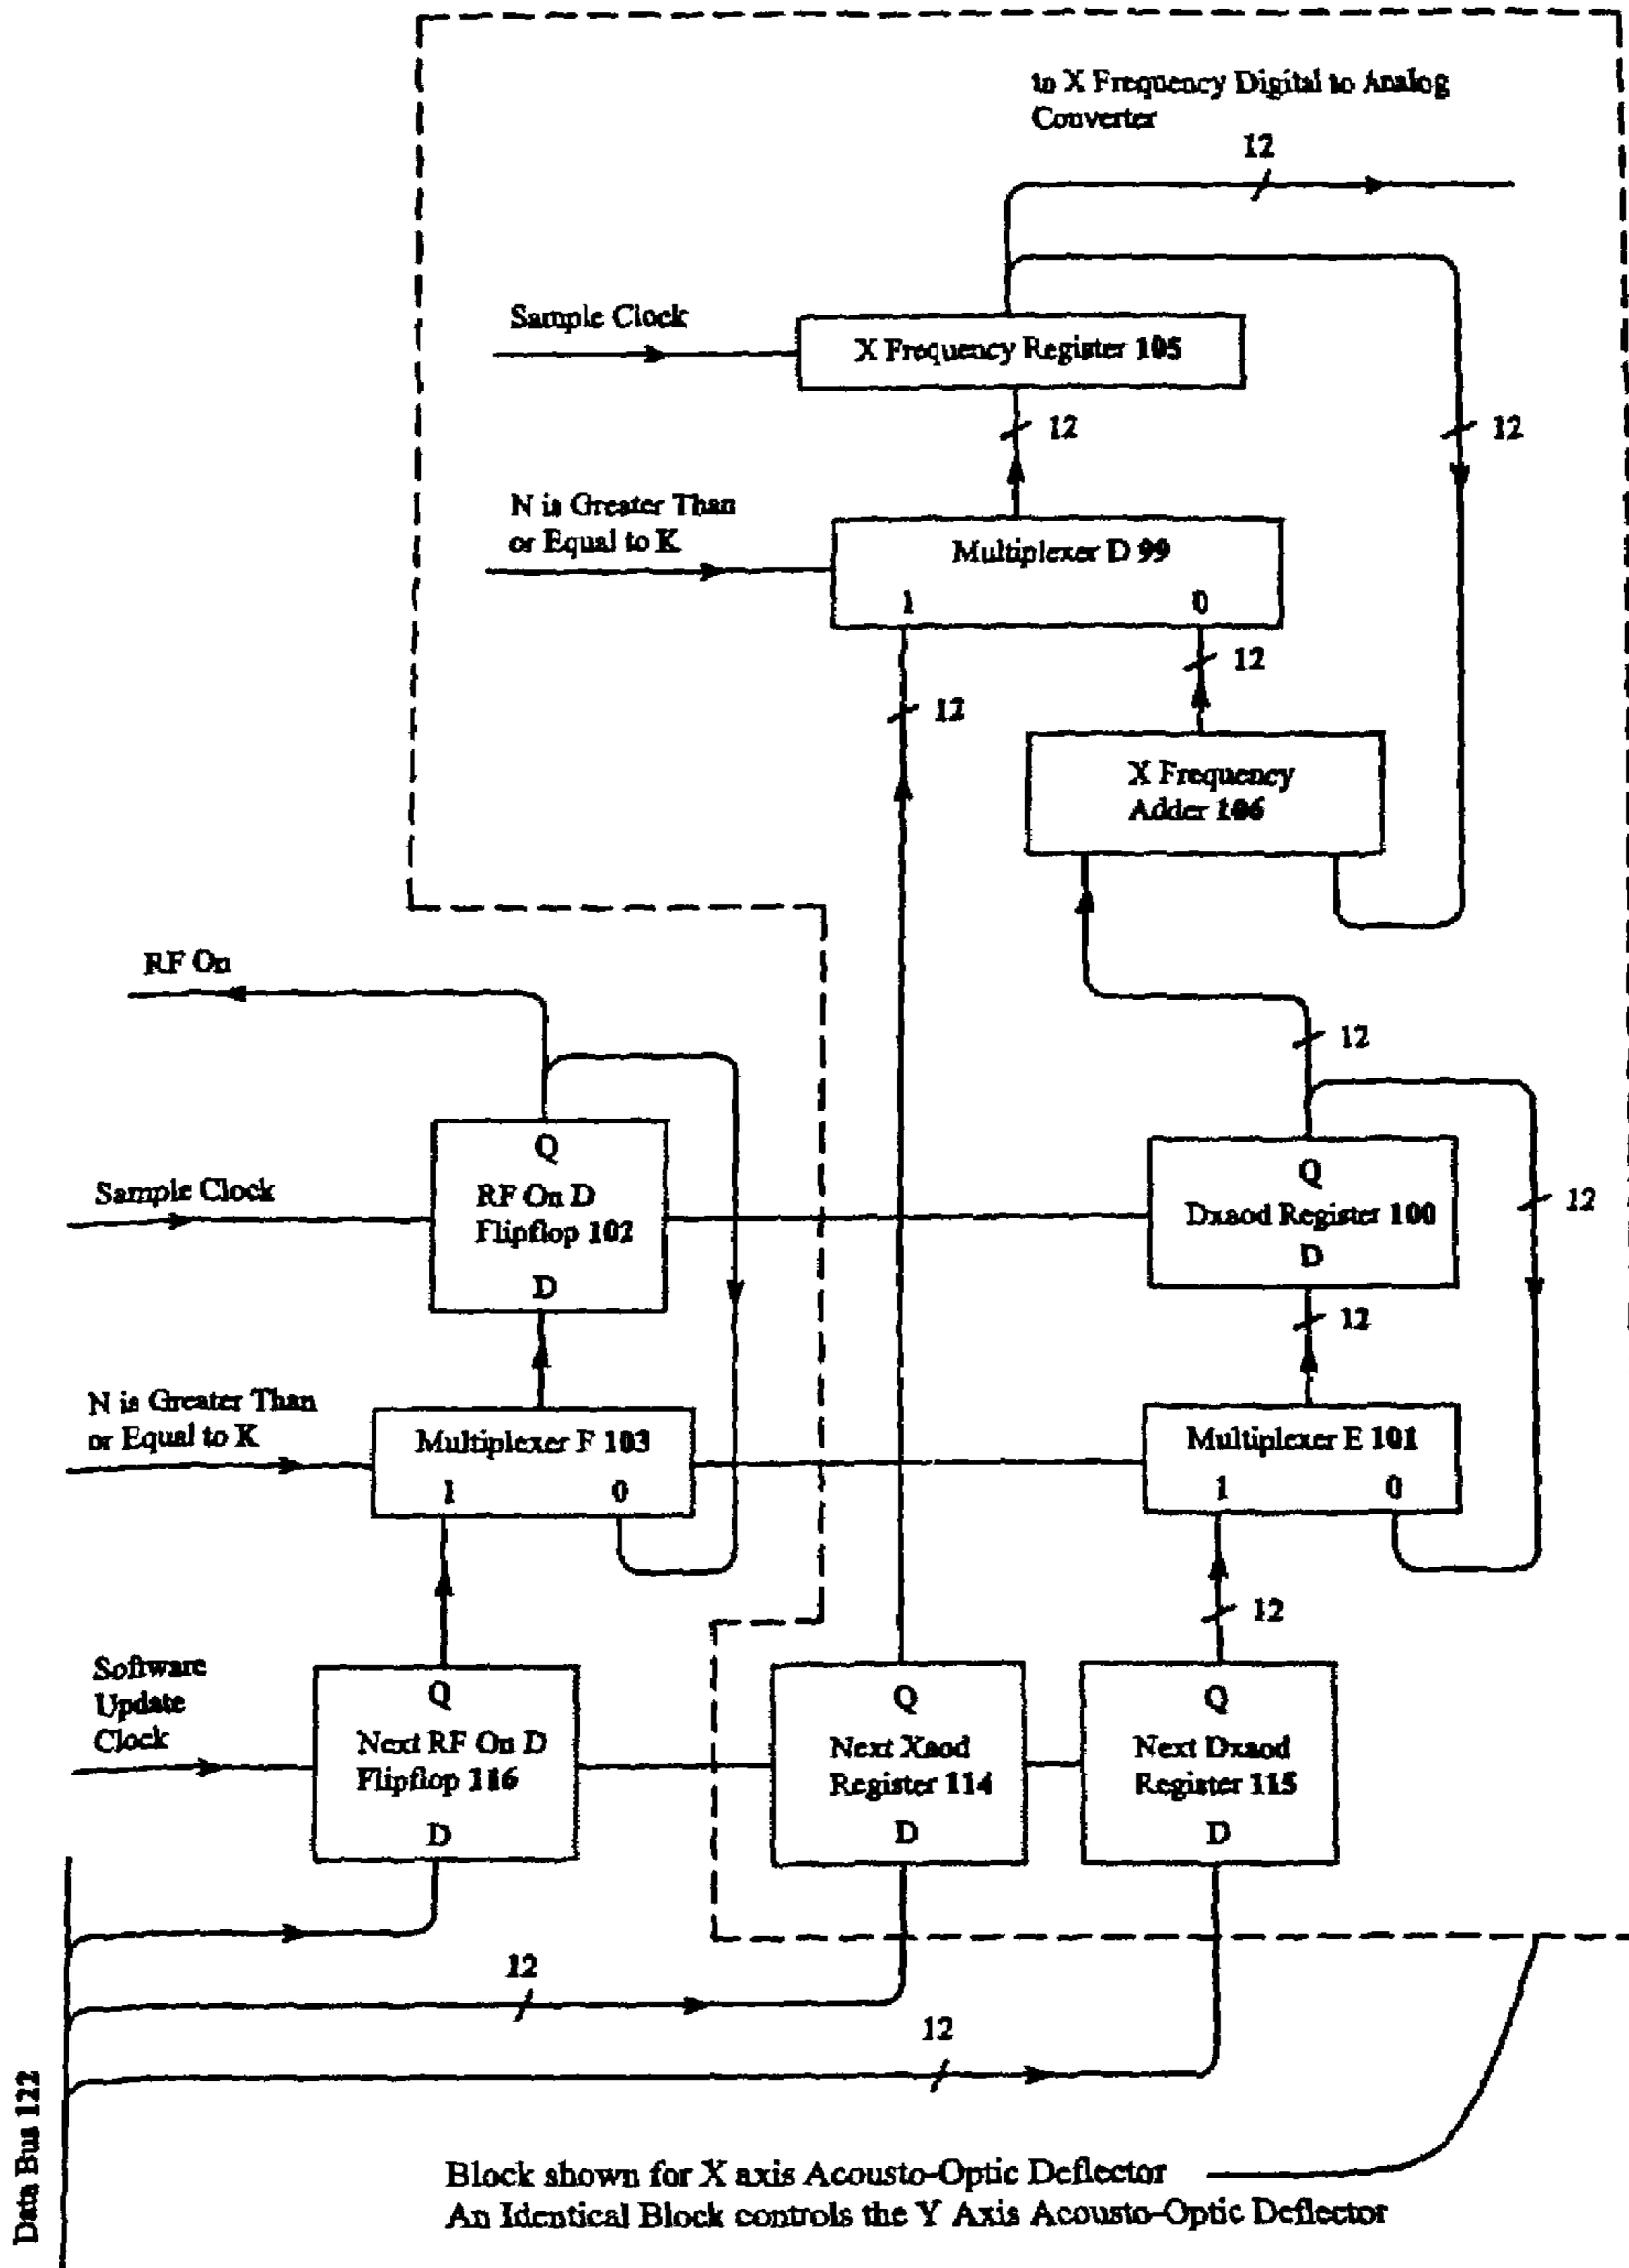 to X Frequency Digital to Analog
Converter
12
Sample Clock
X Frequency Register 105
12
12
N is Greater Than
or Equal to K
Multiplexer D 99
1 0
12
12
X Frequency
Adder 106
RF On
12
Q
RF On D
Flipflop 102
D
Sample Clock
Q
Dxaod Register 100
D
12
12
N is Greater Than
or Equal to K
Multiplexer F 103
1 0
Multiplexer E 101
1 0
12
Software
Update
Clock
Q
Next RF On D
Flipflop 116
D
Q
Next Xaod
Register 114
D
Q
Next Dxaod
Register 115
D
12
12
Data Bus 122
Block shown for X axis Acousto-Optic Deflector
An Identical Block controls the Y Axis Acousto-Optic Deflector